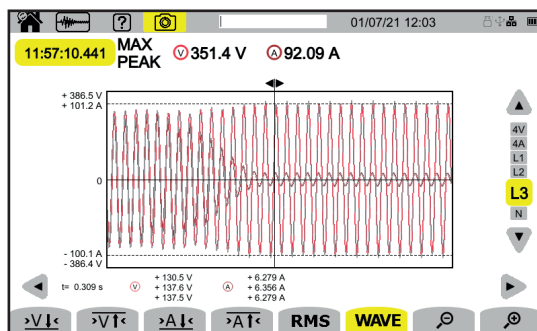 ? 01/07/21 12:03
11:57:10.441 MAX PEAK V 351.4 V A 92.09 A
+ 386.5 V
+ 101.2 A
0
- 100.1 A
- 386.4 V
4V
4A
L1
L2
L3
N
t= 0.309 s V + 130.5 V A + 6.279 A
+ 137.6 V + 6.356 A
+ 137.5 V + 6.279 A
>V↓< >V↑< >A↓< >A↑< RMS WAVE